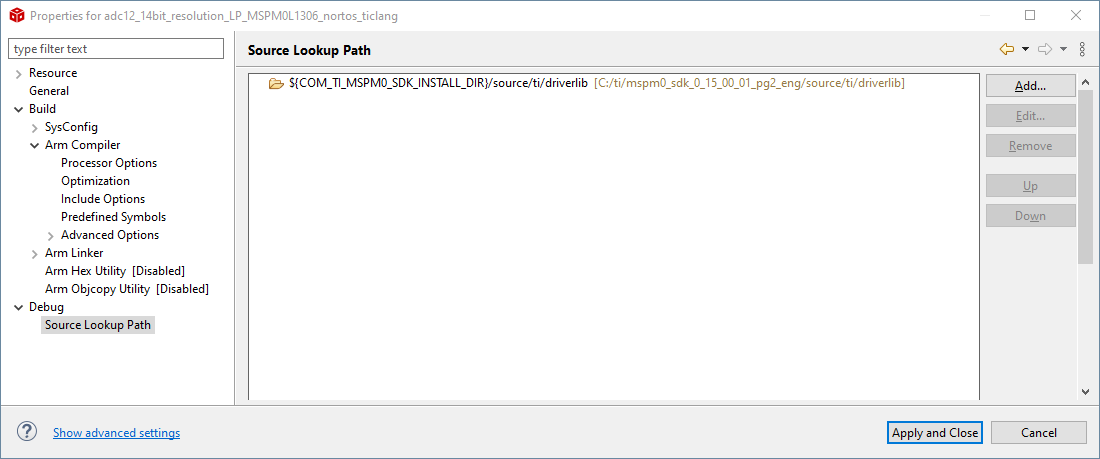 Properties for adc12_14bit_resolution_LP_MSPM0L1306_nortos_ticlang
type filter text
Resource
General
Build
SysConfig
Arm Compiler
Processor Options
Optimization
Include Options
Predefined Symbols
Advanced Options
Arm Linker
Arm Hex Utility [Disabled]
Arm Objcopy Utility [Disabled]
Debug
Source Lookup Path
Source Lookup Path
${COM_TI_MSPM0_SDK_INSTALL_DIR}/source/ti/driverlib [C:/ti/mspm0_sdk_0_15_00_01_pg2_eng/source/ti/driverlib]
Add...
Edit...
Remove
Up
Down
? Show advanced settings
Apply and Close
Cancel